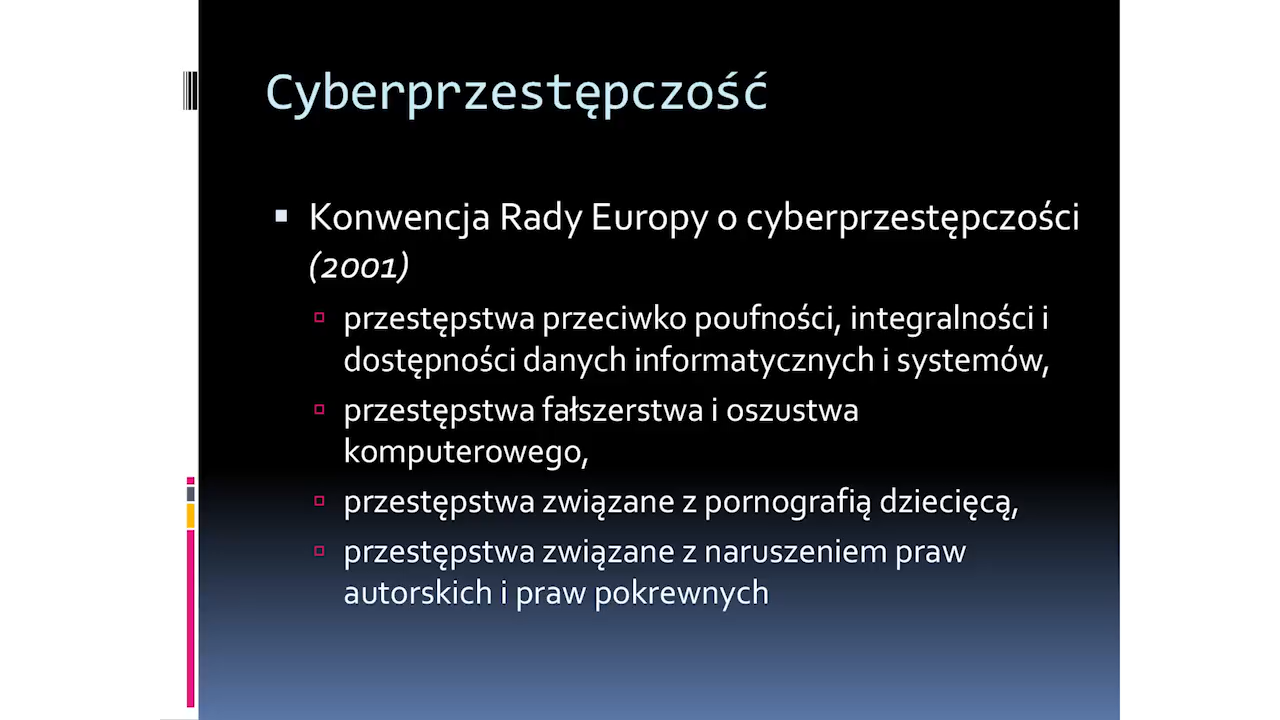 Cyberprzestępczość
Konwencja Rady Europy o cyberprzestępczości
(2001)
przestępstwa przeciwko poufności, integralności i
dostępności danych informatycznych i systemów,
przestępstwa fałszerstwa i oszustwa
komputerowego,
przestępstwa związane z pornografią dziecięcą,
przestępstwa związane z naruszeniem praw
autorskich i praw pokrewnych